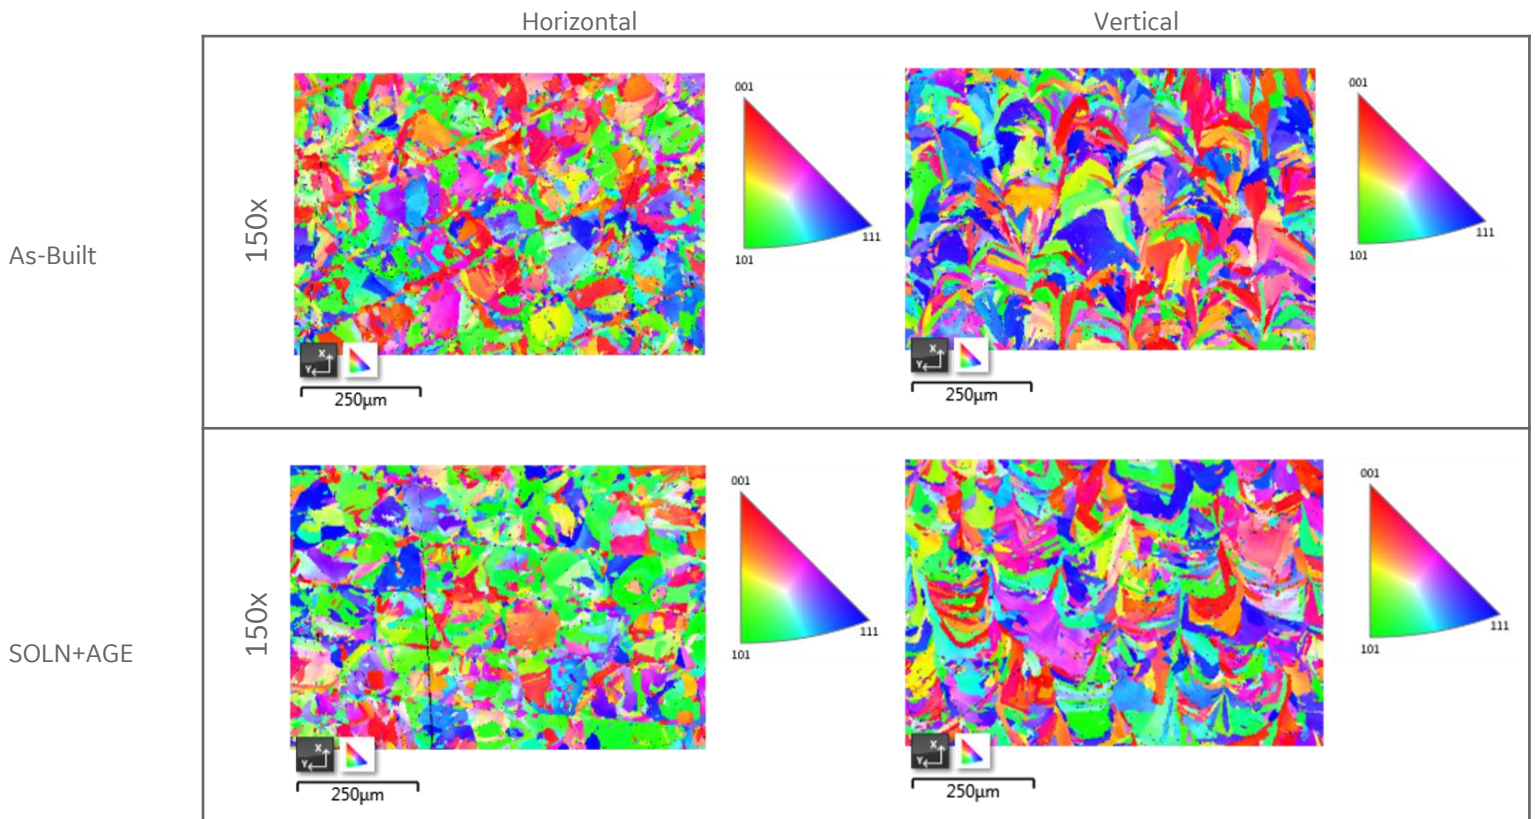 Horizontal
Vertical
As-Built
150x
001
101
111
X
Y
250µm
001
101
111
X
Y
250µm
SOLN+AGE
150x
001
101
111
X
Y
250µm
001
101
111
X
Y
250µm